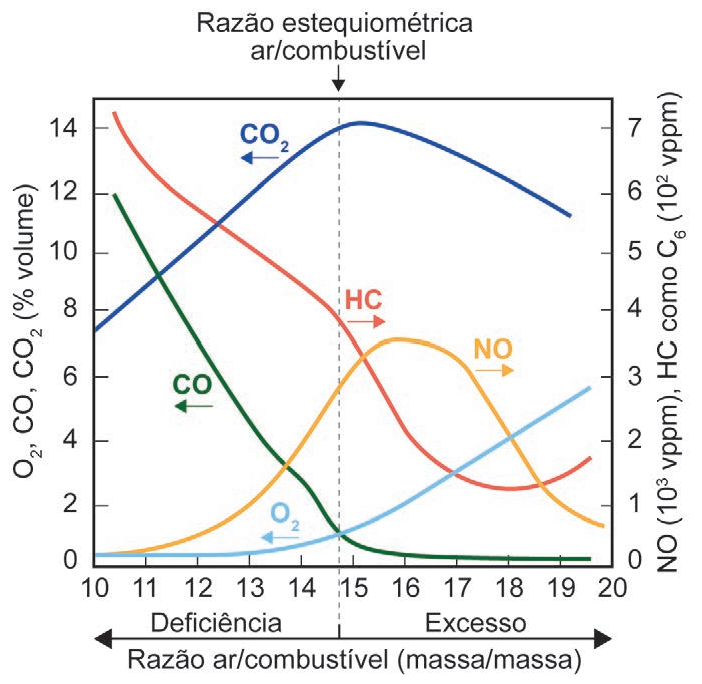 Razão estequiométrica
ar/combustível
O₂, CO, CO₂ (% volume)
14
12
10
8
6
4
2
0
CO₂
HC
NO
CO
O₂
7
6
5
4
3
2
1
0
NO (10³ vppm), HC como C₆ (10² vppm)
10 11 12 13 14 15 16 17 18 19 20
Deficiência Excesso
Razão ar/combustível (massa/massa)